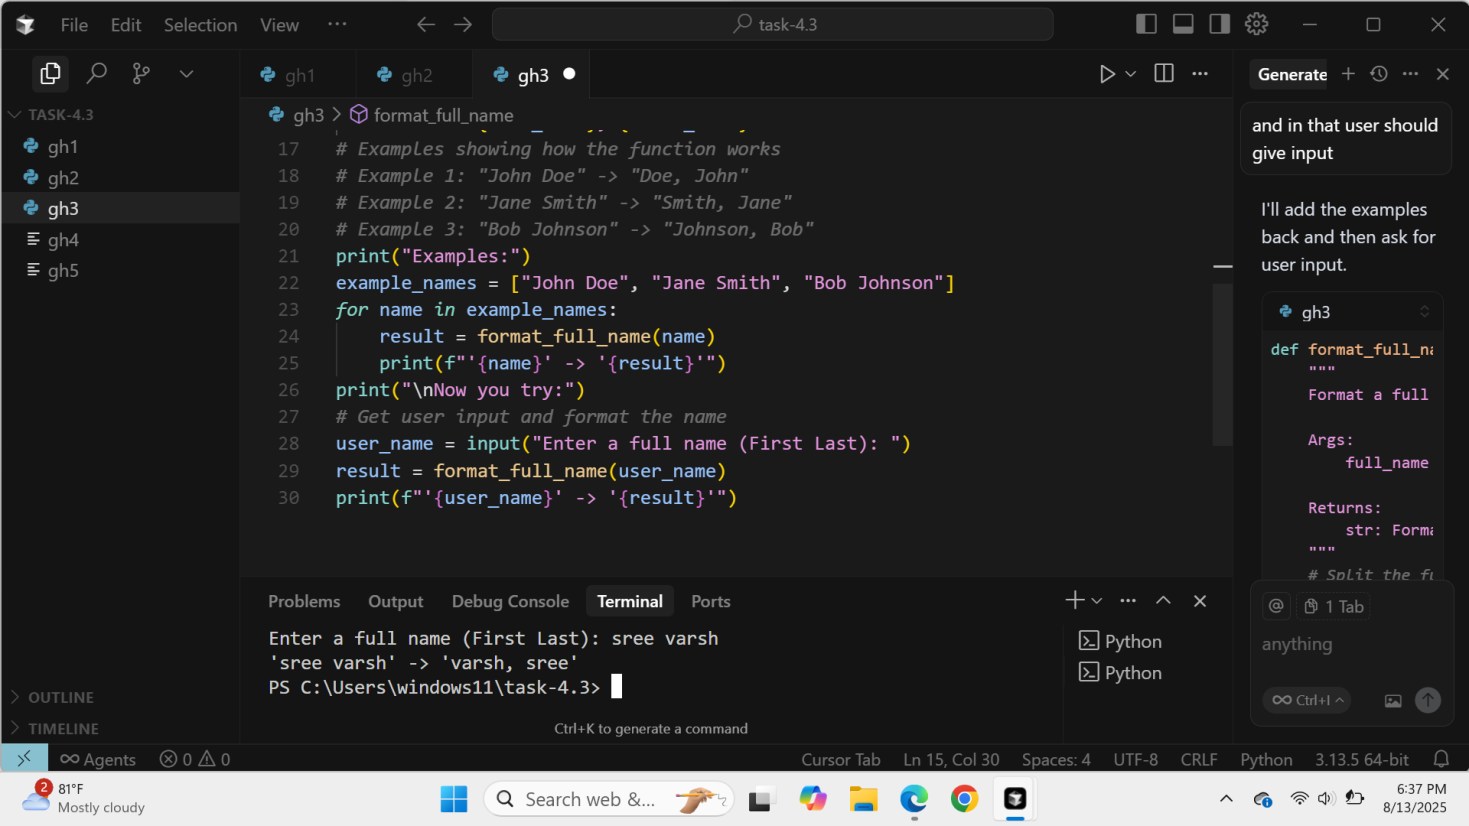 File Edit Selection View ··· task-4.3
gh1 gh2 gh3
Generate
TASK-4.3
gh1
gh2
gh3
gh4
gh5
OUTLINE
TIMELINE
gh3 > format_full_name
17 # Examples showing how the function works
18 # Example 1: "John Doe" -> "Doe, John"
19 # Example 2: "Jane Smith" -> "Smith, Jane"
20 # Example 3: "Bob Johnson" -> "Johnson, Bob"
21 print("Examples:")
22 example_names = ["John Doe", "Jane Smith", "Bob Johnson"]
23 for name in example_names:
24 result = format_full_name(name)
25 print(f"'{name}' -> '{result}'")
26 print("\nNow you try:")
27 # Get user input and format the name
28 user_name = input("Enter a full name (First Last): ")
29 result = format_full_name(user_name)
30 print(f"'{user_name}' -> '{result}'")
Problems Output Debug Console Terminal Ports
Enter a full name (First Last): sree varsh
'sree varsh' -> 'varsh, sree'
PS C:\Users\windows11\task-4.3>
Ctrl+K to generate a command
Python
Python
and in that user should
give input
I'll add the examples
back and then ask for
user input.
gh3
def format_full_na
"""
Format a full
Args:
full_name
Returns:
str: Forma
"""
# Split the fu
@ 1 Tab
anything
Ctrl+I
Agents 0 0 Cursor Tab Ln 15, Col 30 Spaces: 4 UTF-8 CRLF Python 3.13.5 64-bit
2 81°F
Mostly cloudy
Search web &...
6:37 PM
8/13/2025